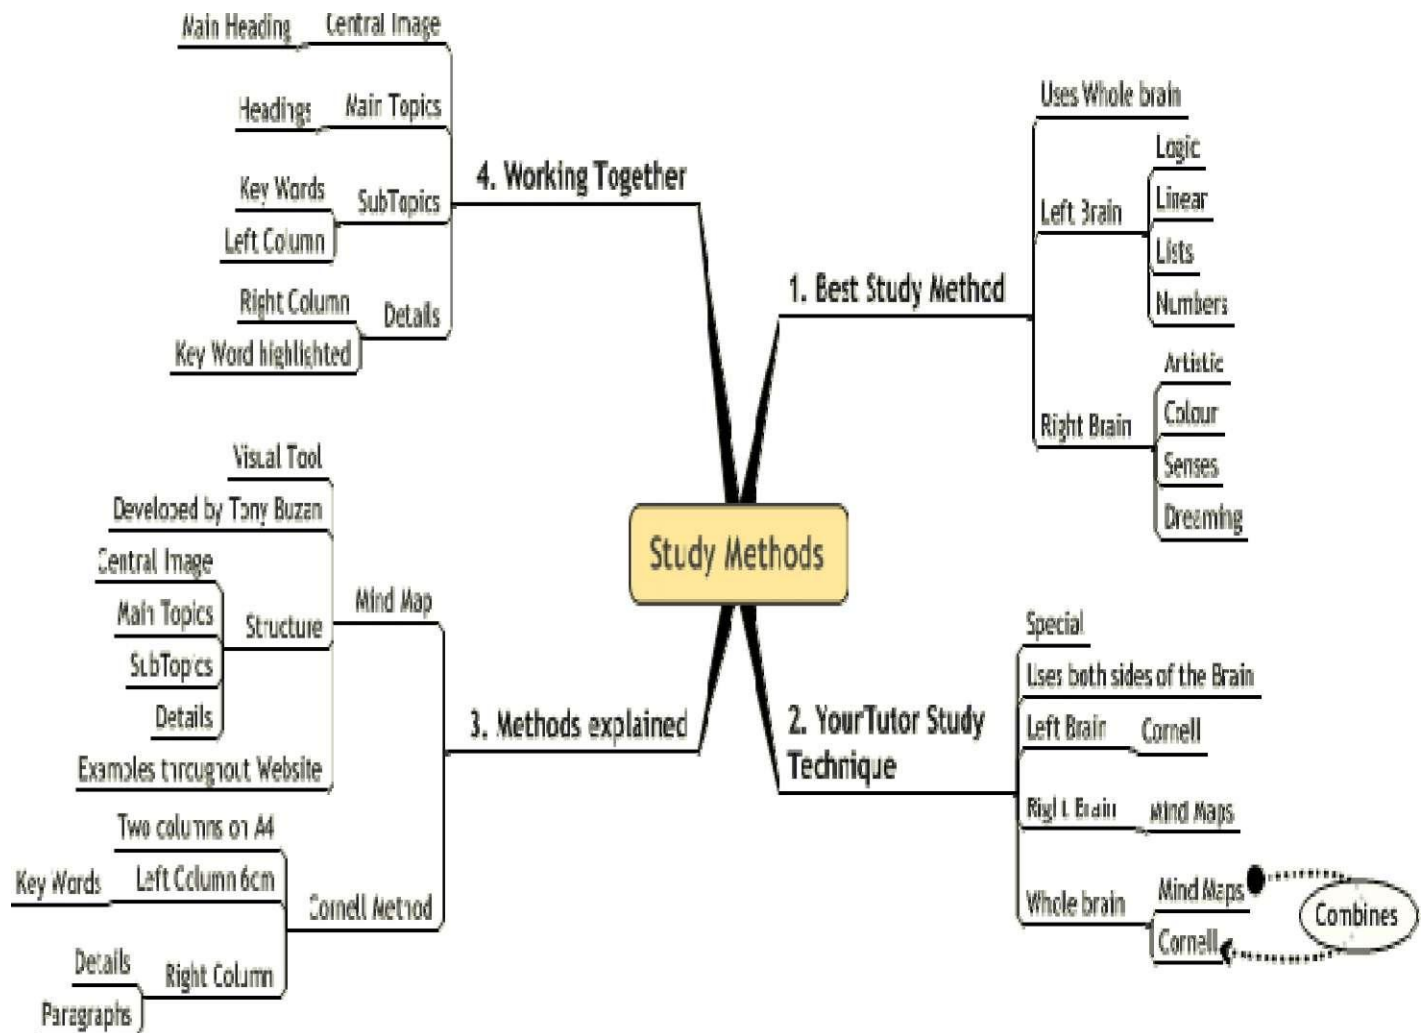 Study Methods
1. Best Study Method
Uses Whole brain
Left Brain
Logic
Linear
Lists
Numbers
Right Brain
Artistic
Colour
Senses
Dreaming
2. YourTutor Study
Technique
Special
Uses both sides of the Brain
Left Brain
Cornell
Right Brain
Mind Maps
Whole brain
Mind Maps
Cornell
Combines
3. Methods explained
Mind Map
Visual Tool
Developed by Tony Buzan
Structure
Central Image
Main Topics
SubTopics
Details
Examples throughout Website
Cornell Method
Two columns on A4
Left Column 6cm
Key Words
Right Column
Details
Paragraphs
4. Working Together
Central Image
Main Heading
Main Topics
Headings
SubTopics
Key Words
Left Column
Details
Right Column
Key Word highlighted